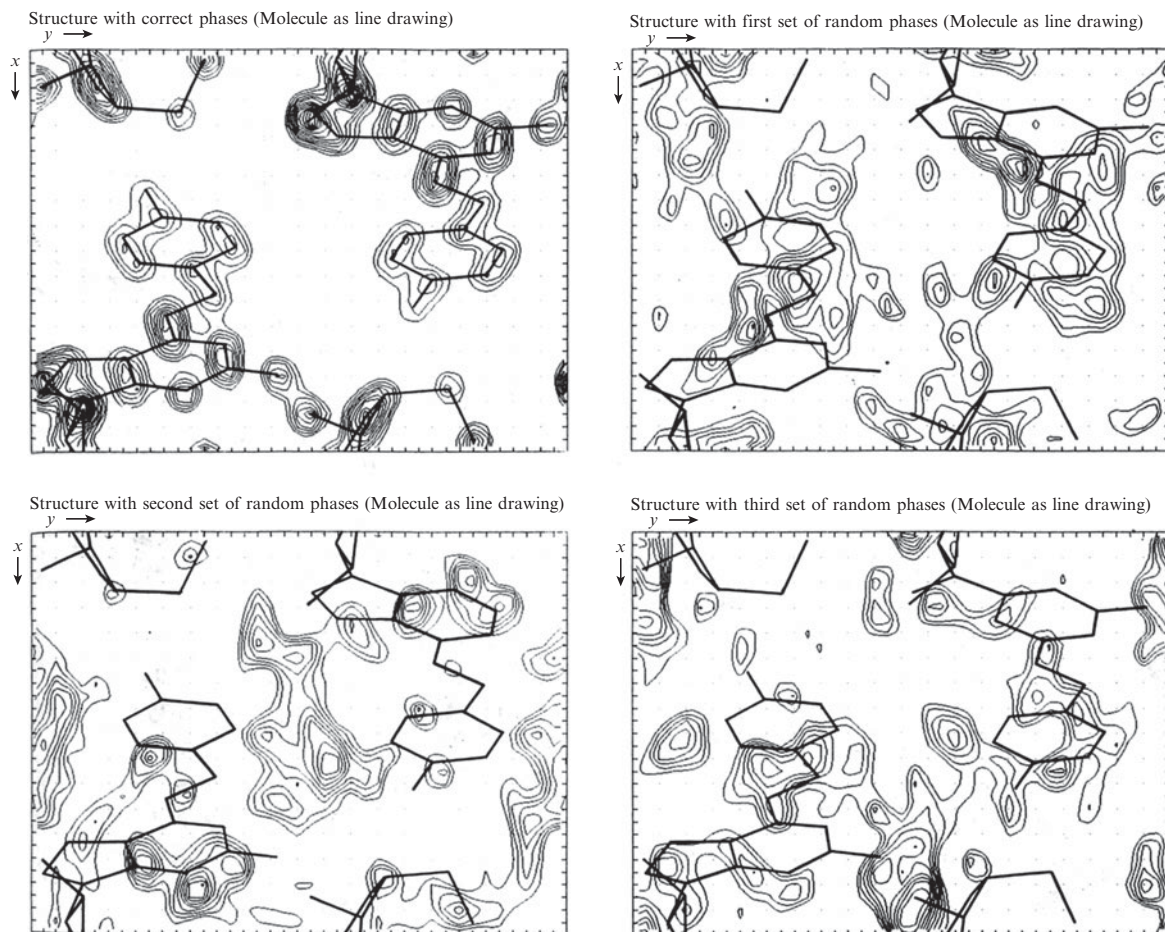 Structure with correct phases (Molecule as line drawing)
y
x
Structure with first set of random phases (Molecule as line drawing)
y
x
Structure with second set of random phases (Molecule as line drawing)
y
x
Structure with third set of random phases (Molecule as line drawing)
y
x